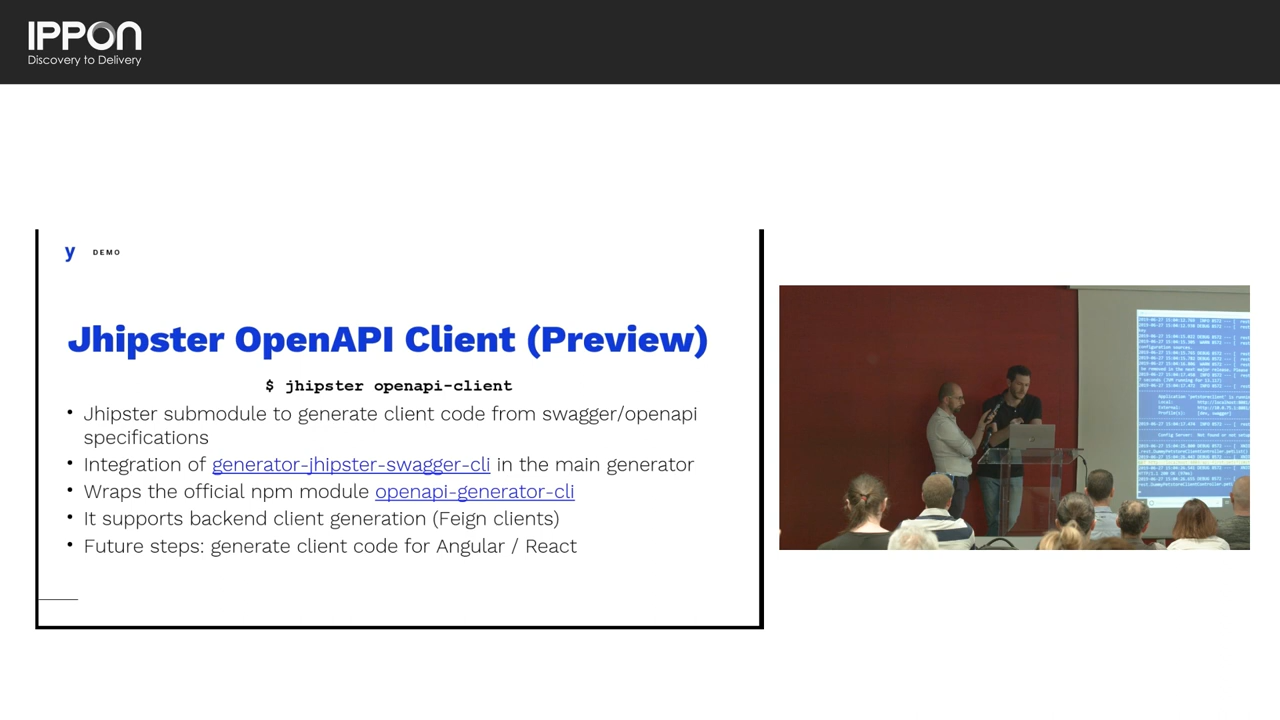 IPPON
Discovery to Delivery
y DEMO
Jhipster OpenAPI Client (Preview)
$ jhipster openapi-client
• Jhipster submodule to generate client code from swagger/openapi
specifications
• Integration of generator-jhipster-swagger-cli in the main generator
• Wraps the official npm module openapi-generator-cli
• It supports backend client generation (Feign clients)
• Future steps: generate client code for Angular / React